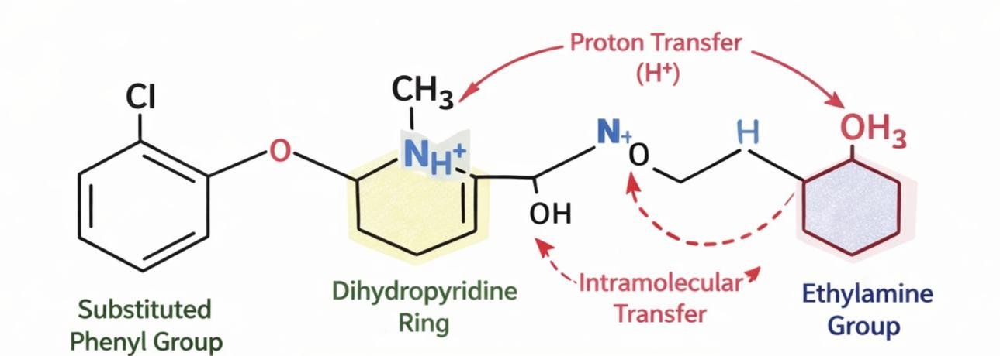 Proton Transfer
(H⁺)
Cl
CH₃
O
NH⁺
N+
O
H
OH₃
OH
Intramolecular
Transfer
Dihydropyridine
Ring
Ethylamine
Group
Substituted
Phenyl Group